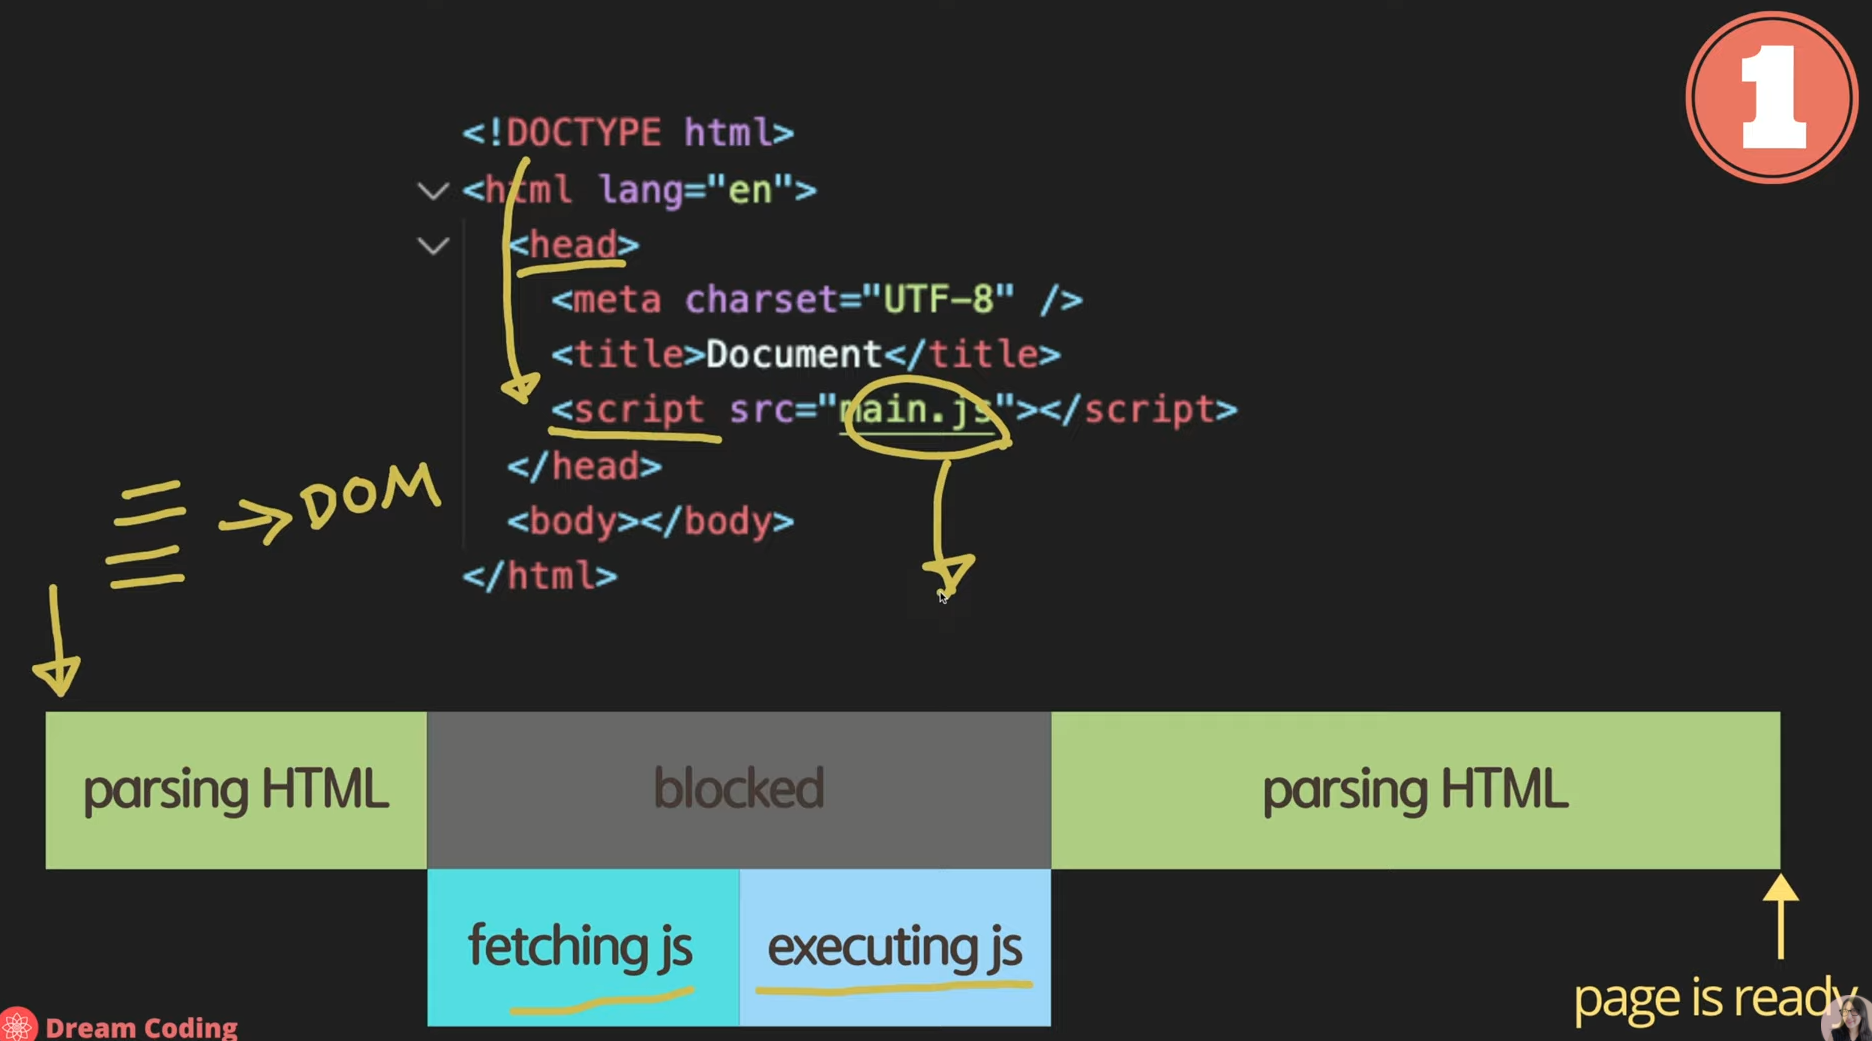 1
<!DOCTYPE html>
<html lang="en">
<head>
<meta charset="UTF-8" />
<title>Document</title>
<script src="main.js"></script>
</head>
<body></body>
</html>
DOM
parsing HTML
blocked
parsing HTML
fetching js
executing js
page is ready
Dream Coding